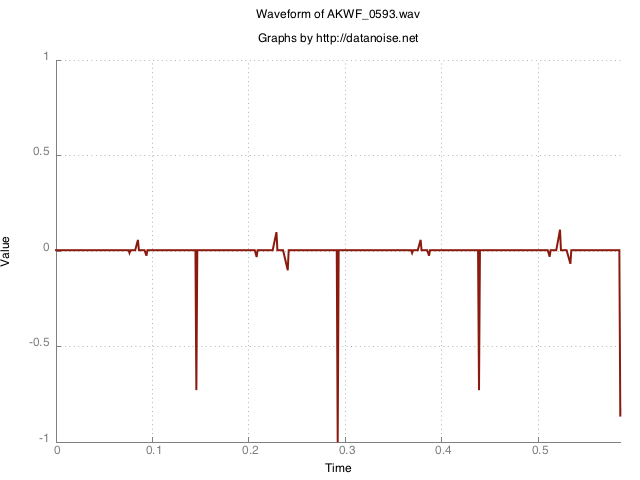 Waveform of AKWF_0593.wav
Graphs by http://datanoise.net
1
0.5
0
-0.5
-1
Value
0 0.1 0.2 0.3 0.4 0.5
Time